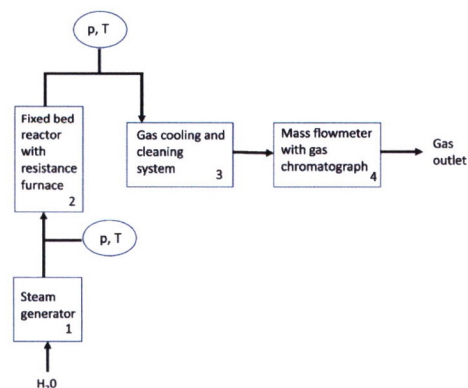 p, T
Fixed bed
reactor
with
resistance
furnace
2
Gas cooling and
cleaning
system
3
Mass flowmeter
with gas
chromatograph
4
Gas
outlet
p, T
Steam
generator
1
H₂0